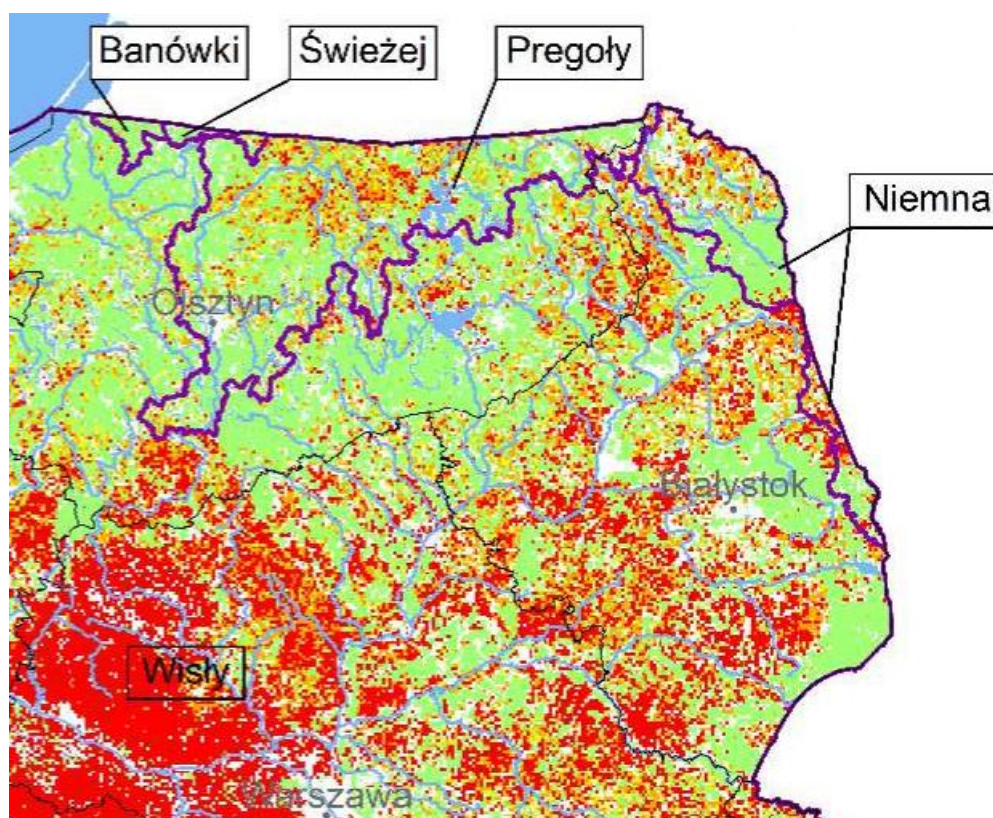 Banówki
Świeżej
Pregoły
Niemna
Olsztyn
Białystok
Wisły
Warszawa